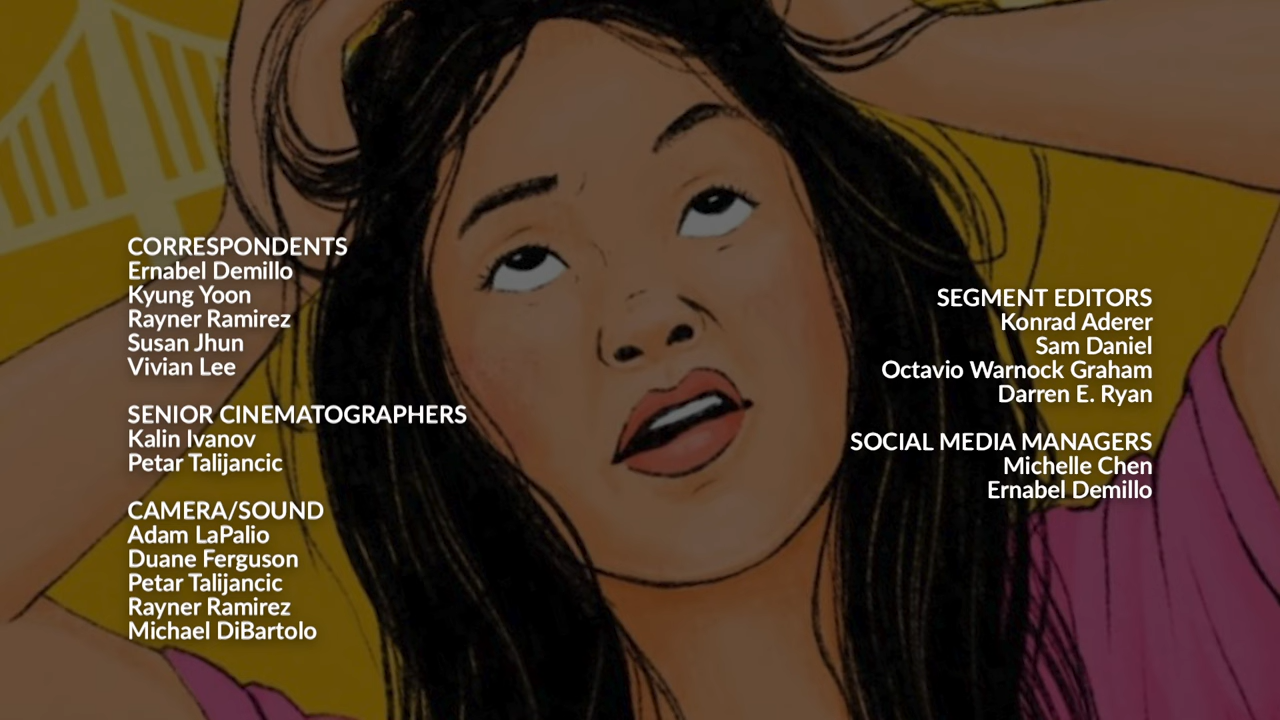 CORRESPONDENTS
Ernabel Demillo
Kyung Yoon
Rayner Ramirez
Susan Jhun
Vivian Lee
SENIOR CINEMATOGRAPHERS
Kalin Ivanov
Petar Talijancic
CAMERA/SOUND
Adam LaPalio
Duane Ferguson
Petar Talijancic
Rayner Ramirez
Michael DiBartolo
SEGMENT EDITORS
Konrad Aderer
Sam Daniel
Octavio Warnock Graham
Darren E. Ryan
SOCIAL MEDIA MANAGERS
Michelle Chen
Ernabel Demillo